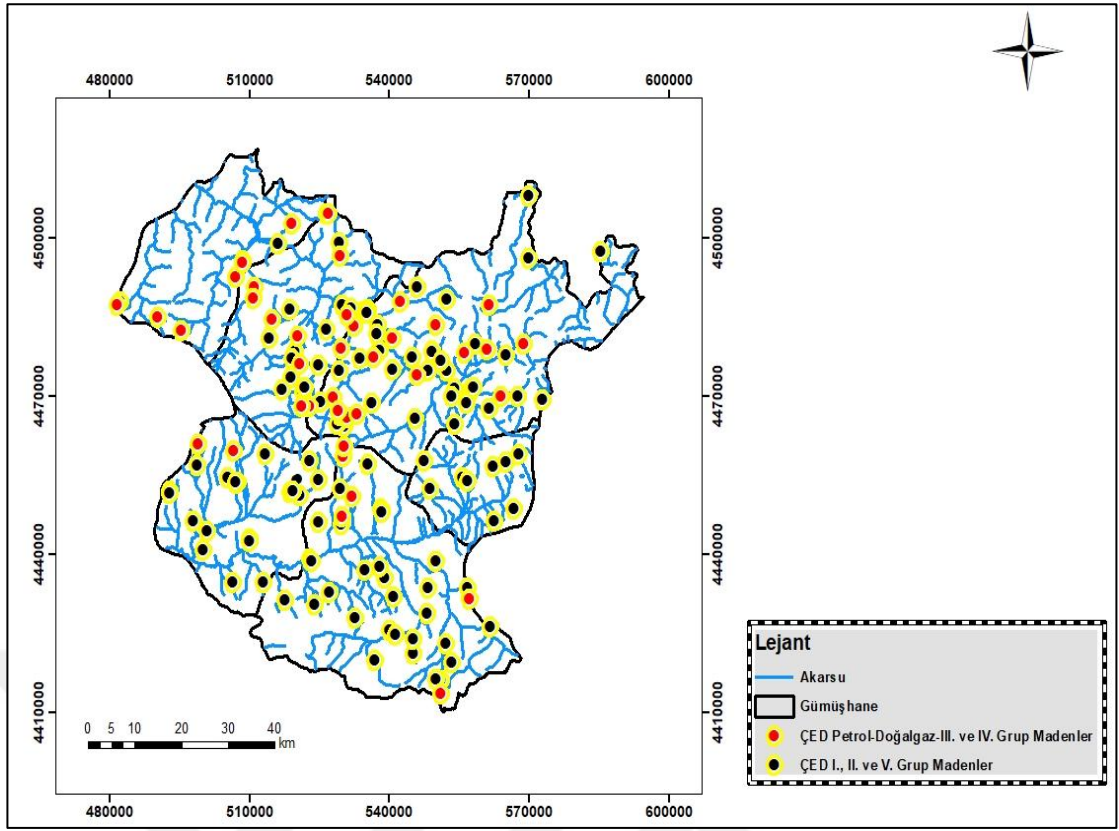 480000 510000 540000 570000 600000
4500000 4500000
4470000 4470000
4440000 4440000
4410000 4410000
0 5 10 20 30 40
km
480000 510000 540000 570000 600000
Lejant
Akarsu
Gümüşhane
ÇED Petrol-Doğalgaz-III. ve IV. Grup Madenler
ÇED I., II. ve V. Grup Madenler